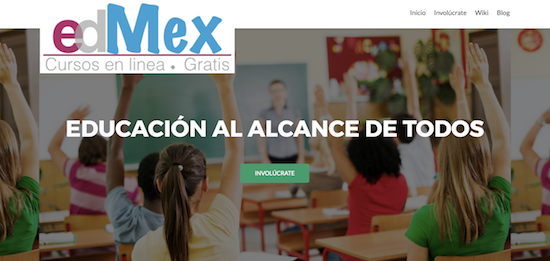 edMex
Cursos en linea • Gratis
Inicio Involúcrate Wiki Blog
EDUCACIÓN AL ALCANCE DE TODOS
INVOLÚCRATE